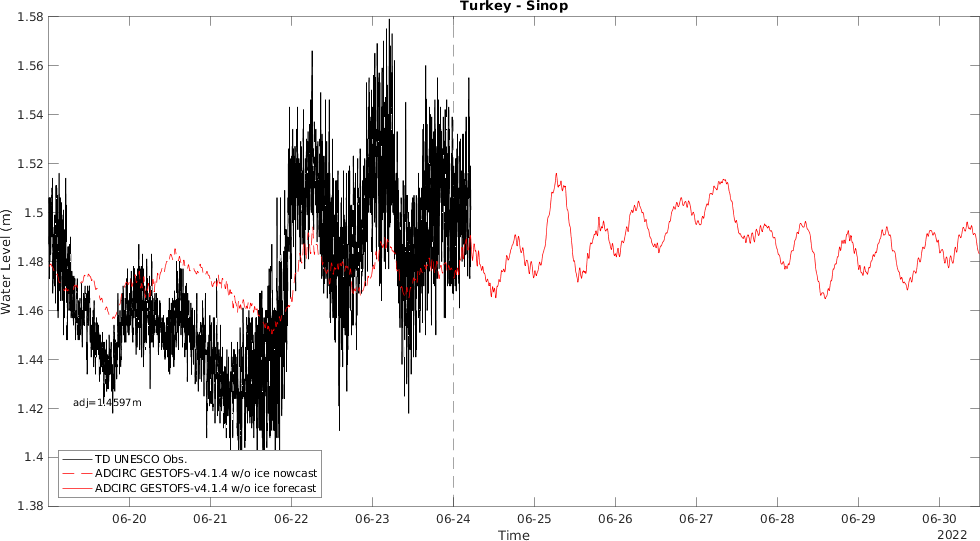 Turkey - Sinop
1.58
1.56
1.54
1.52
1.5
1.48
1.46
1.44
1.42
1.4
1.38
Water Level (m)
adj=1.4597m
TD UNESCO Obs.
ADCIRC GESTOFS-v4.1.4 w/o ice nowcast
ADCIRC GESTOFS-v4.1.4 w/o ice forecast
06-20 06-21 06-22 06-23 06-24 06-25 06-26 06-27 06-28 06-29 06-30
Time
2022